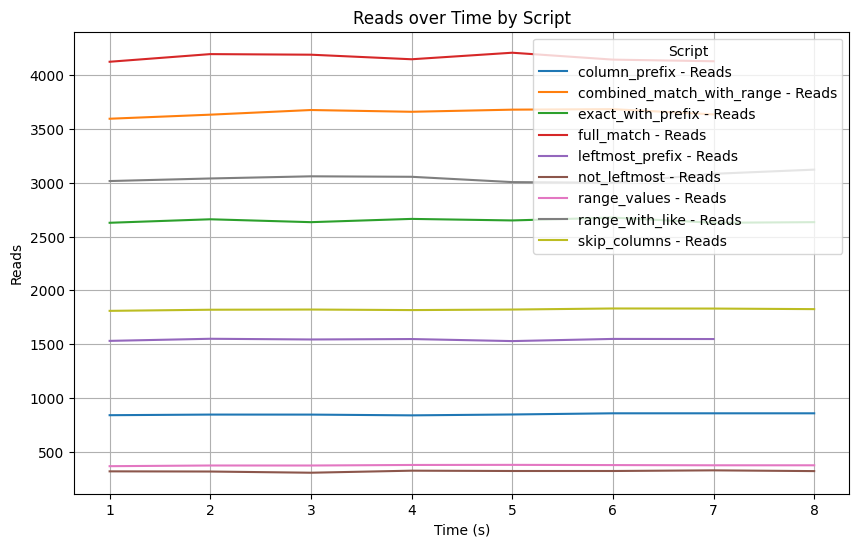 Reads over Time by Script
Script
column_prefix - Reads
combined_match_with_range - Reads
exact_with_prefix - Reads
full_match - Reads
leftmost_prefix - Reads
not_leftmost - Reads
range_values - Reads
range_with_like - Reads
skip_columns - Reads
Reads
4000
3500
3000
2500
2000
1500
1000
500
1 2 3 4 5 6 7 8
Time (s)